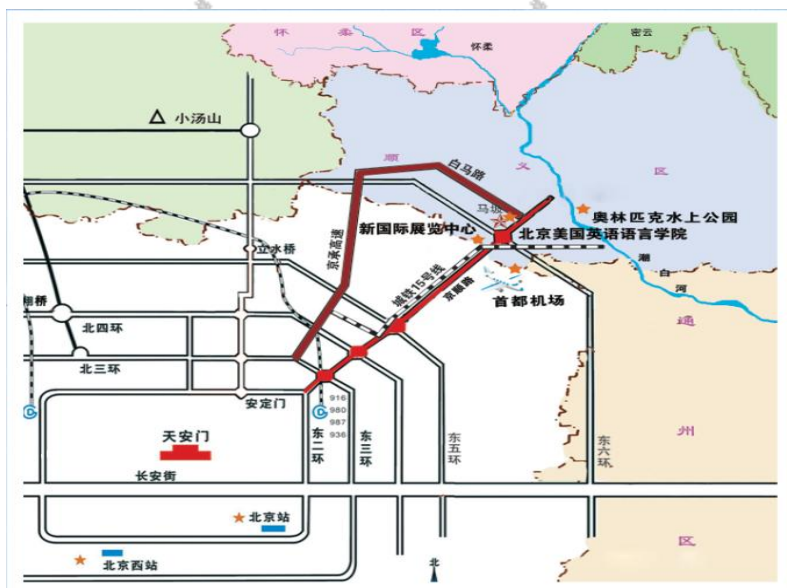 怀柔区
怀柔
密云
小汤山
顺义区
白马路
马坡
奥林匹克水上公园
新国际展览中心
北京美国英语语言学院
立水桥
京承高速
城铁15号线
京顺路
首都机场
潮白河
翔桥
北四环
北三环
安定门
916
980
987
936
天安门
东二环
东三环
东五环
东六环
通州区
长安街
北京站
北京西站
北